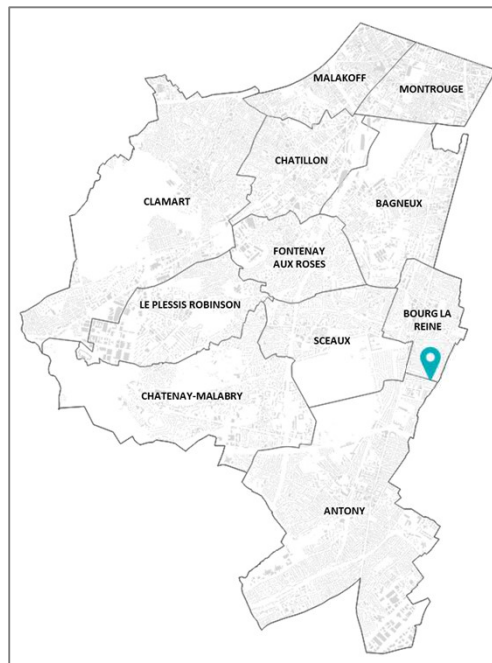 MALAKOFF
MONTROUGE
CHATILLON
CLAMART
BAGNEUX
FONTENAY
AUX ROSES
LE PLESSIS ROBINSON
BOURG LA
REINE
SCEAUX
CHATENAY-MALABRY
ANTONY